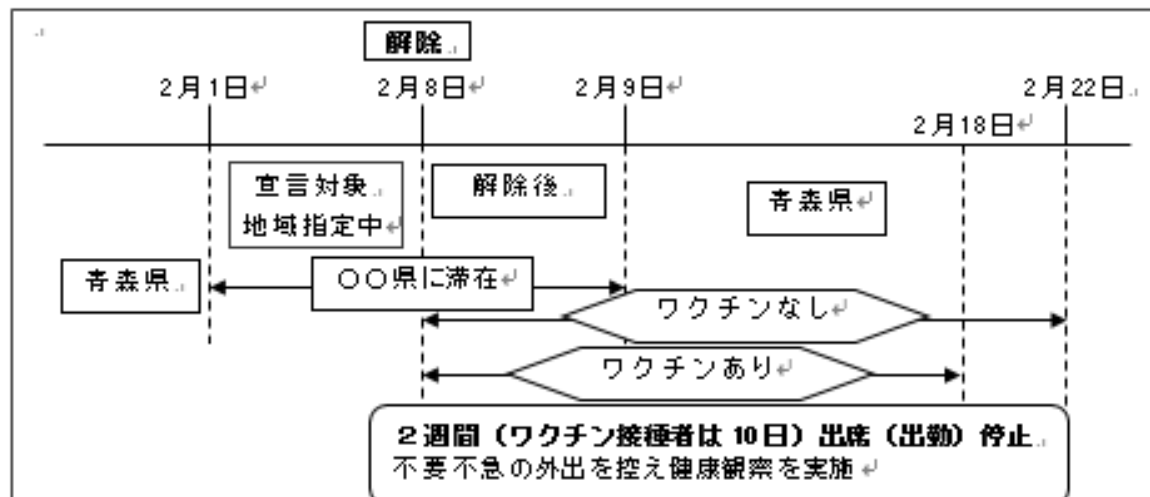 解除
2月1日
2月8日
2月9日
2月22日
2月18日
宣言対象
地域指定中
解除後
青森県
青森県
〇〇県に滞在
ワクチンなし
ワクチンあり
2週間(ワクチン接種者は10日)出席(出勤)停止
不要不急の外出を控え健康観察を実施